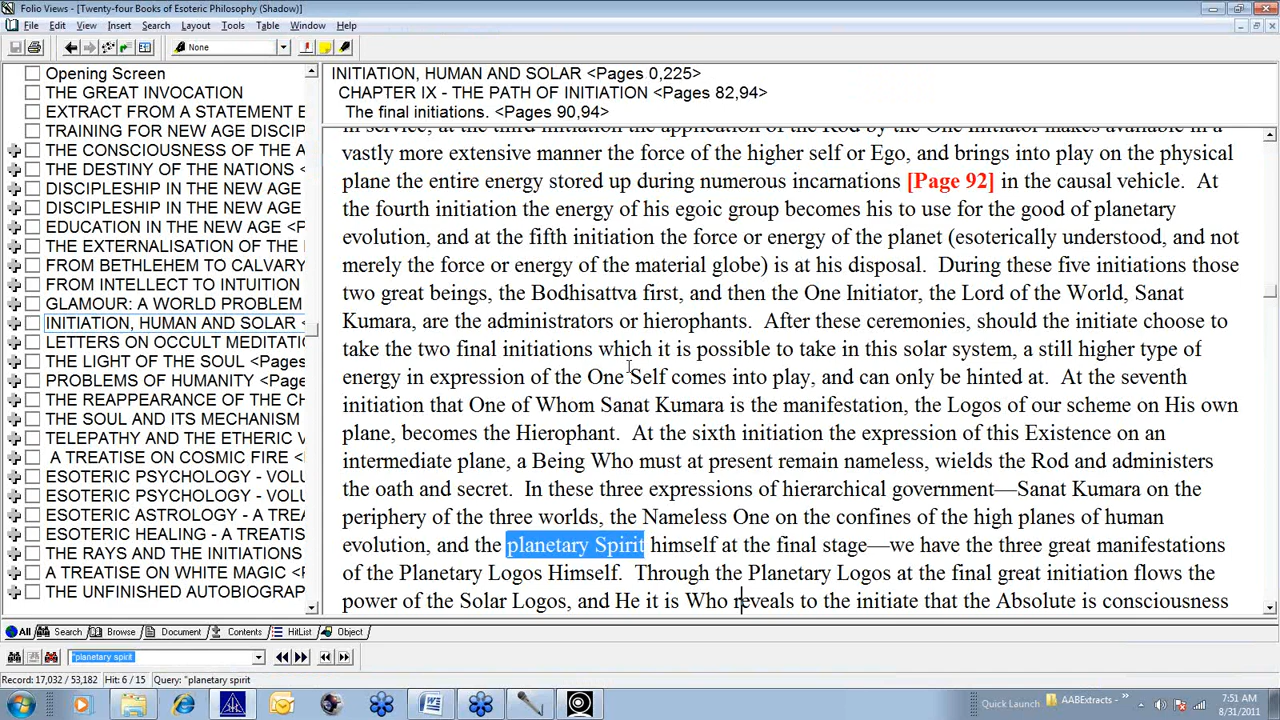 Folio Views - [Twenty-four Books of Esoteric Philosophy (Shadow)]
File Edit View Insert Search Layout Tools Table Window Help
None
Opening Screen
THE GREAT INVOCATION
EXTRACT FROM A STATEMENT E
TRAINING FOR NEW AGE DISCIP
THE CONSCIOUSNESS OF THE A
THE DESTINY OF THE NATIONS <
DISCIPLESHIP IN THE NEW AGE
DISCIPLESHIP IN THE NEW AGE
EDUCATION IN THE NEW AGE <P
THE EXTERNALISATION OF THE
FROM BETHLEHEM TO CALVARY
FROM INTELLECT TO INTUITION
GLAMOUR: A WORLD PROBLEM
INITIATION, HUMAN AND SOLAR <
LETTERS ON OCCULT MEDITATI
THE LIGHT OF THE SOUL <Pages
PROBLEMS OF HUMANITY <Page
THE REAPPEARANCE OF THE CH
THE SOUL AND ITS MECHANISM
TELEPATHY AND THE ETHERIC V
A TREATISE ON COSMIC FIRE <P
ESOTERIC PSYCHOLOGY - VOLU
ESOTERIC PSYCHOLOGY - VOLU
ESOTERIC ASTROLOGY - A TREA
ESOTERIC HEALING - A TREATIS
THE RAYS AND THE INITIATIONS
A TREATISE ON WHITE MAGIC <P
THE UNFINISHED AUTOBIOGRAP
INITIATION, HUMAN AND SOLAR <Pages 0,225>
CHAPTER IX - THE PATH OF INITIATION <Pages 82,94>
The final initiations. <Pages 90,94>
in service, at the third initiation the application of the Rod by the One Initiator makes available in a
vastly more extensive manner the force of the higher self or Ego, and brings into play on the physical
plane the entire energy stored up during numerous incarnations [Page 92] in the causal vehicle. At
the fourth initiation the energy of his egoic group becomes his to use for the good of planetary
evolution, and at the fifth initiation the force or energy of the planet (esoterically understood, and not
merely the force or energy of the material globe) is at his disposal. During these five initiations those
two great beings, the Bodhisattva first, and then the One Initiator, the Lord of the World, Sanat
Kumara, are the administrators or hierophants. After these ceremonies, should the initiate choose to
take the two final initiations which it is possible to take in this solar system, a still higher type of
energy in expression of the One Self comes into play, and can only be hinted at. At the seventh
initiation that One of Whom Sanat Kumara is the manifestation, the Logos of our scheme on His own
plane, becomes the Hierophant. At the sixth initiation the expression of this Existence on an
intermediate plane, a Being Who must at present remain nameless, wields the Rod and administers
the oath and secret. In these three expressions of hierarchical government—Sanat Kumara on the
periphery of the three worlds, the Nameless One on the confines of the high planes of human
evolution, and the planetary Spirit himself at the final stage—we have the three great manifestations
of the Planetary Logos Himself. Through the Planetary Logos at the final great initiation flows the
power of the Solar Logos, and He it is Who reveals to the initiate that the Absolute is consciousness
All Search Browse Document Contents HitList Object
"planetary spirit
Record: 17,032 / 53,182 Hit: 6 / 15 Query: "planetary spirit
Quick Launch AABExtracts - » 7:51 AM
8/31/2011